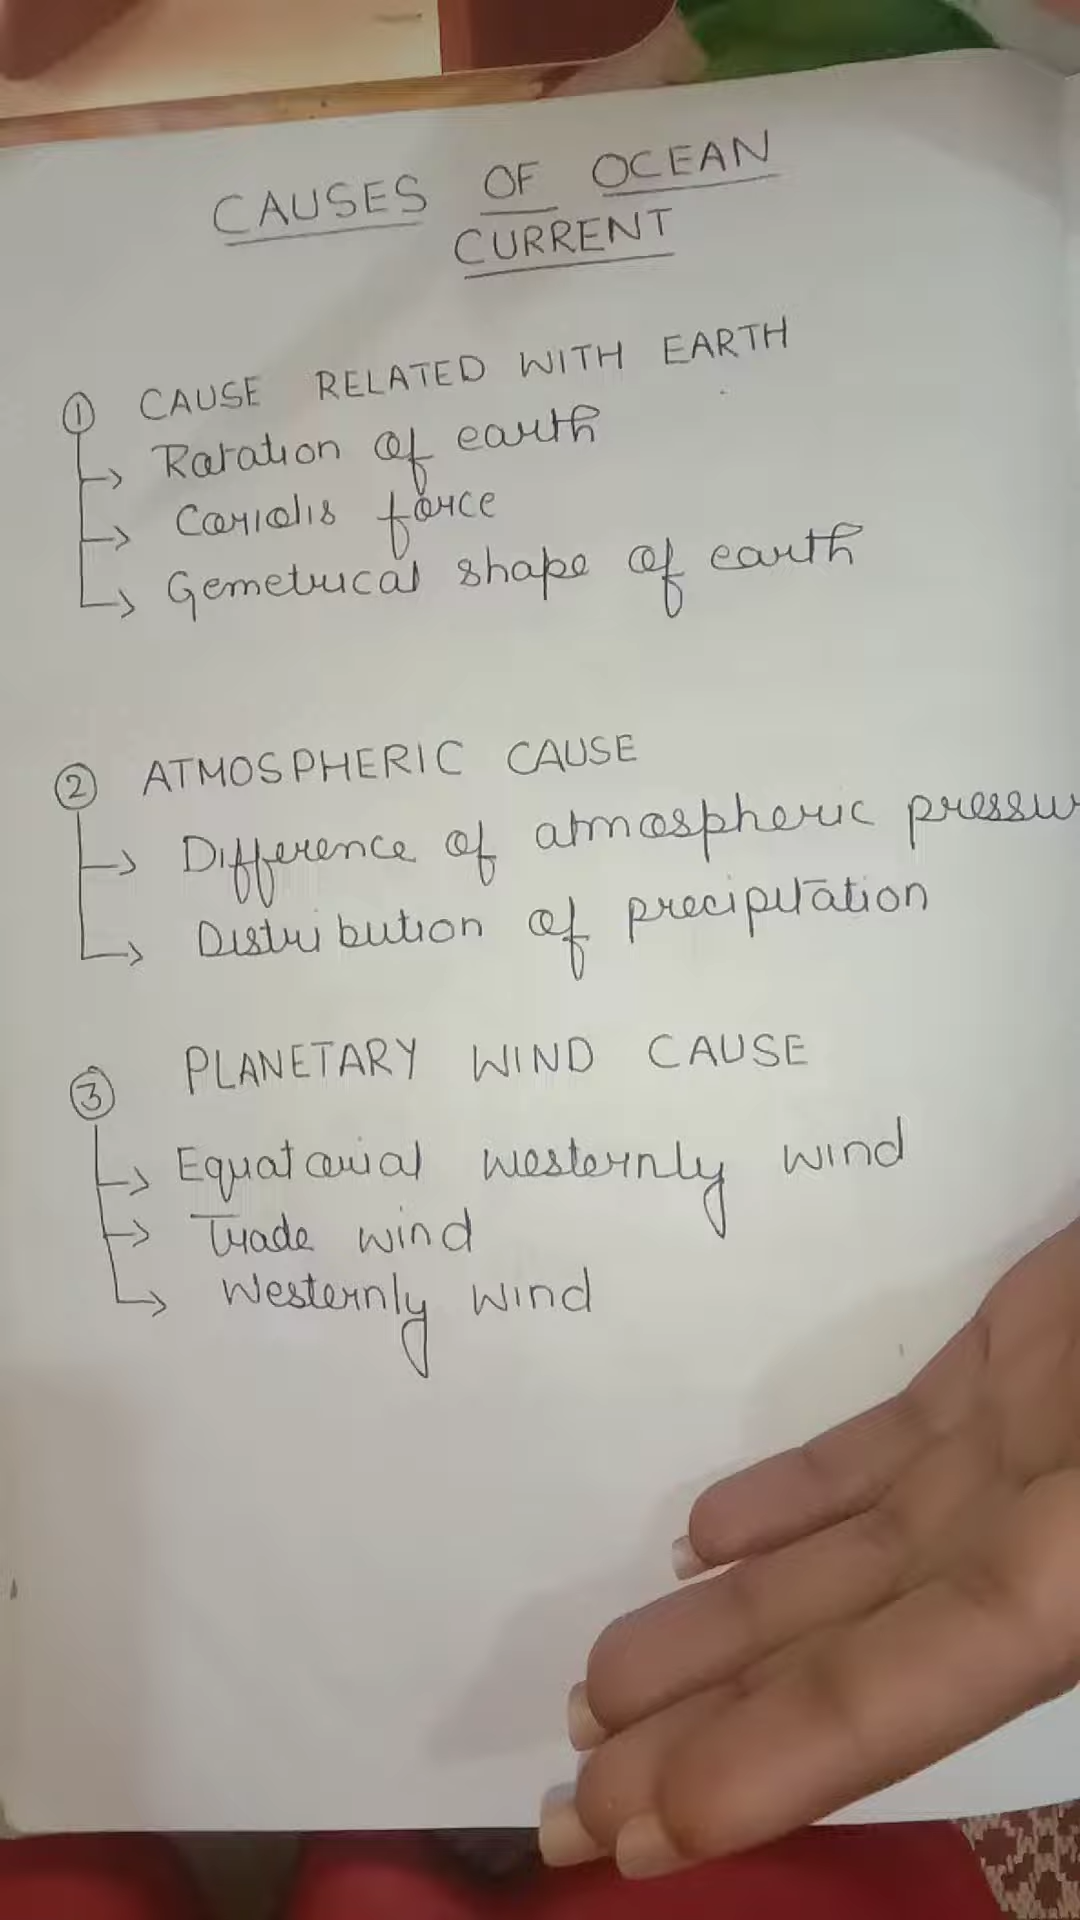 CAUSES OF OCEAN
CURRENT
① CAUSE RELATED WITH EARTH
→ Rotation of earth
→ Coriolis force
→ Gemetrical shape of earth
② ATMOSPHERIC CAUSE
→ Difference of atmospheric pressu
→ Distribution of precipitation
③ PLANETARY WIND CAUSE
→ Equatorial westernly wind
→ Trade wind
→ Westernly wind